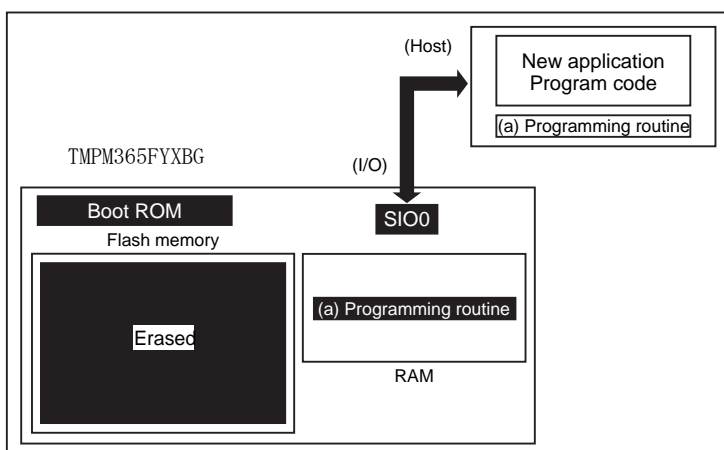 (Host)
New application
Program code
(a) Programming routine
TMPM365FYXBG
(I/O)
Boot ROM
SIO0
Flash memory
(a) Programming routine
Erased
RAM